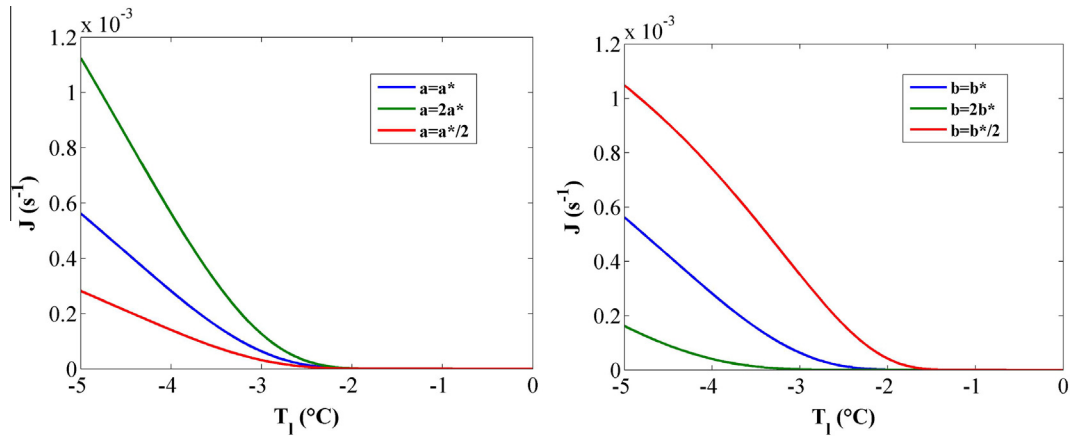 x 10⁻³
1.2
1
0.8
0.6
0.4
0.2
0
J (s⁻¹)
a=a*
a=2a*
a=a*/2
-5 -4 -3 -2 -1 0
T_l (°C)
x 10⁻³
1.2
1
0.8
0.6
0.4
0.2
0
J (s⁻¹)
b=b*
b=2b*
b=b*/2
-5 -4 -3 -2 -1 0
T_l (°C)